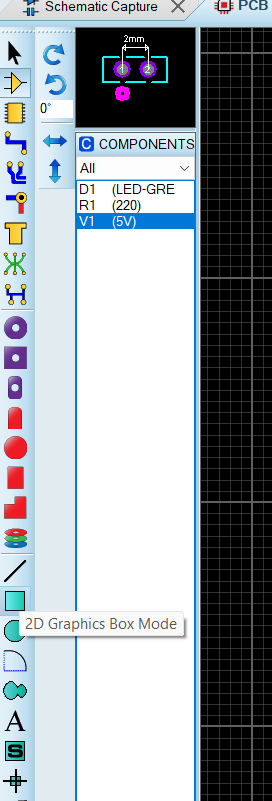 Schematic Capture
PCB
2mm
1 2
0°
C COMPONENTS
All
D1 (LED-GRE
R1 (220)
V1 (5V)
2D Graphics Box Mode
A
S